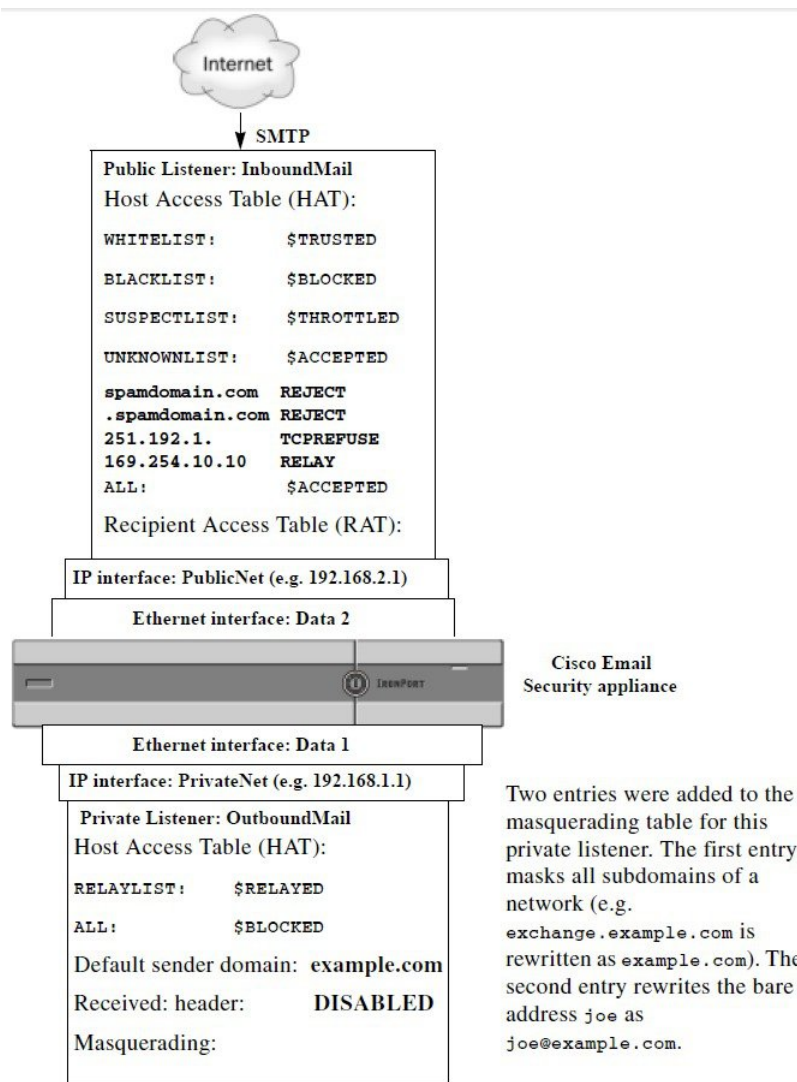 Internet
SMTP
Public Listener: InboundMail
Host Access Table (HAT):
WHITELIST: $TRUSTED
BLACKLIST: $BLOCKED
SUSPECTLIST: $THROTTLED
UNKNOWNLIST: $ACCEPTED
spamdomain.com REJECT
.spamdomain.com REJECT
251.192.1. TCPREFUSE
169.254.10.10 RELAY
ALL: $ACCEPTED
Recipient Access Table (RAT):
IP interface: PublicNet (e.g. 192.168.2.1)
Ethernet interface: Data 2
IRONPORT
Cisco Email
Security appliance
Ethernet interface: Data 1
IP interface: PrivateNet (e.g. 192.168.1.1)
Private Listener: OutboundMail
Host Access Table (HAT):
RELAYLIST: $RELAYED
ALL: $BLOCKED
Default sender domain: example.com
Received: header: DISABLED
Masquerading:
Two entries were added to the
masquerading table for this
private listener. The first entry
masks all subdomains of a
network (e.g.
exchange.example.com is
rewritten as example.com). The
second entry rewrites the bare
address joe as
joe@example.com.